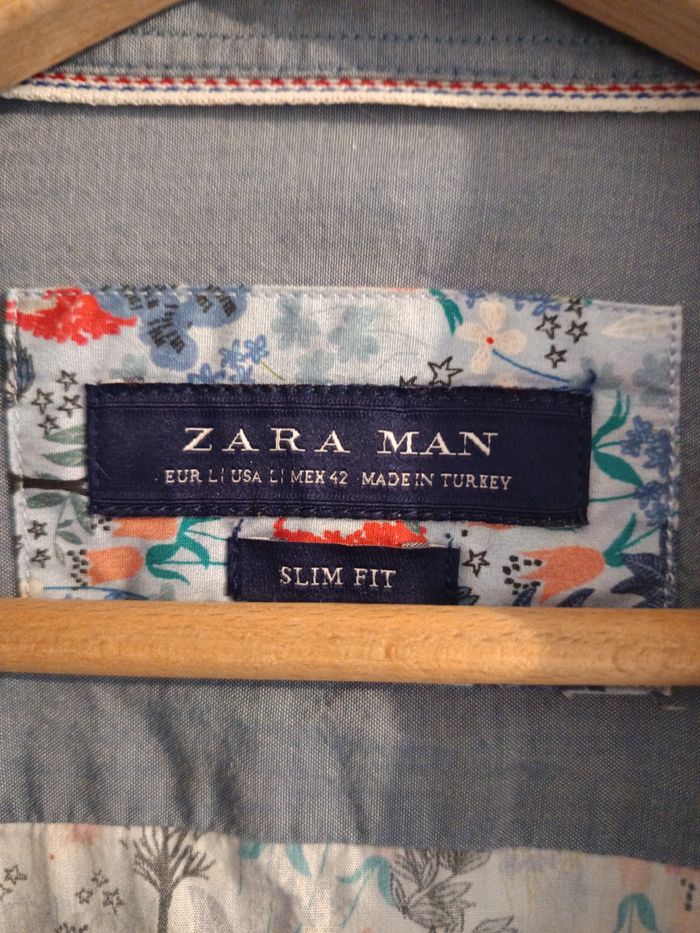 ZARA MAN
EUR L | USA L | MEX 42 MADE IN TURKEY
SLIM FIT